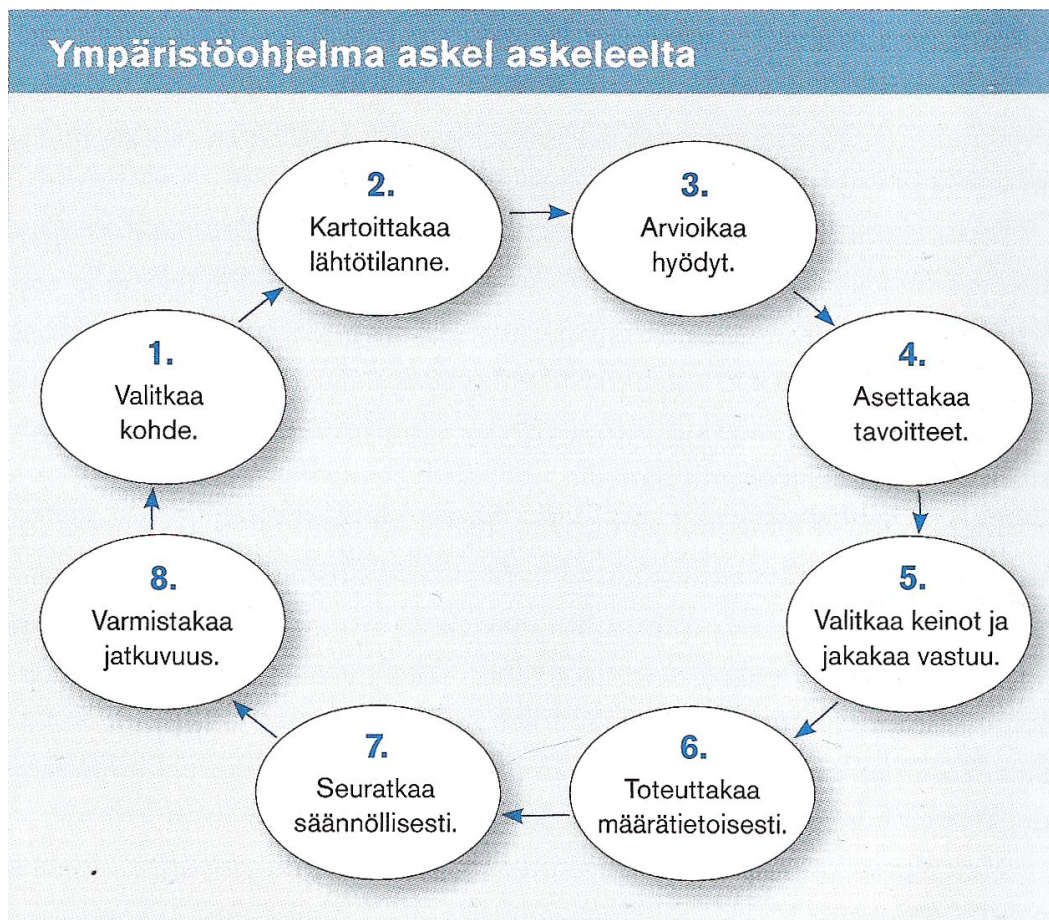 Ympäristöohjelma askel askeleelta
1.
Valitkaa
kohde.
2.
Kartoittakaa
lähtötilanne.
3.
Arvioikaa
hyödyt.
4.
Asettakaa
tavoitteet.
5.
Valitkaa keinot ja
jakakaa vastuu.
6.
Toteuttakaa
määrätietoisesti.
7.
Seuratkaa
säännöllisesti.
8.
Varmistakaa
jatkuvuus.